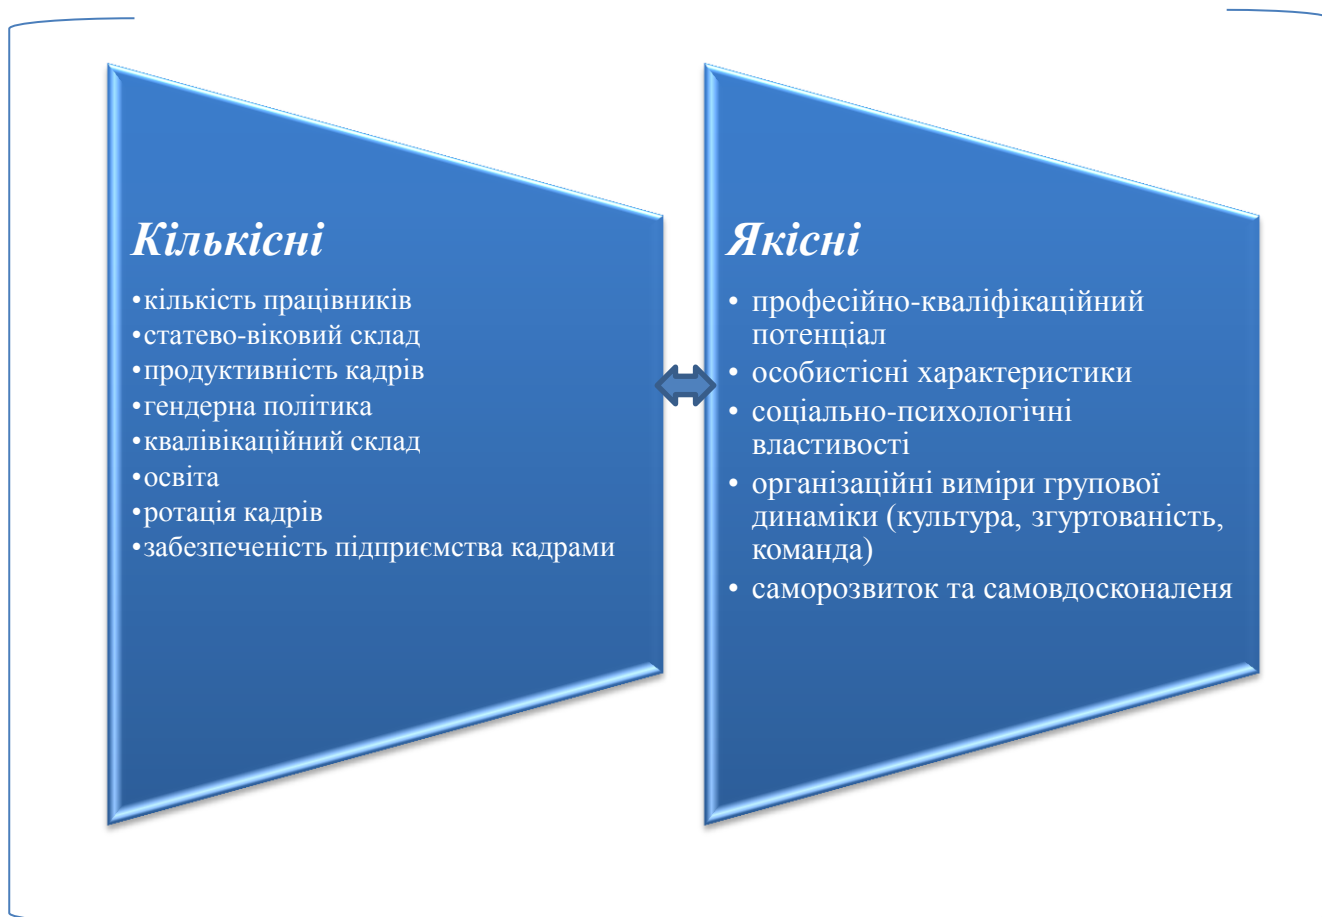 Кількісні
•кількість працівників
•статево-віковий склад
•продуктивність кадрів
•гендерна політика
•квалівікаційний склад
•освіта
•ротація кадрів
•забезпеченість підприємства кадрами
Якісні
• професійно-кваліфікаційний
потенціал
• особистісні характеристики
• соціально-психологічні
властивості
• організаційні виміри групової
динаміки (культура, згуртованість,
команда)
• саморозвиток та самовдосконаленя